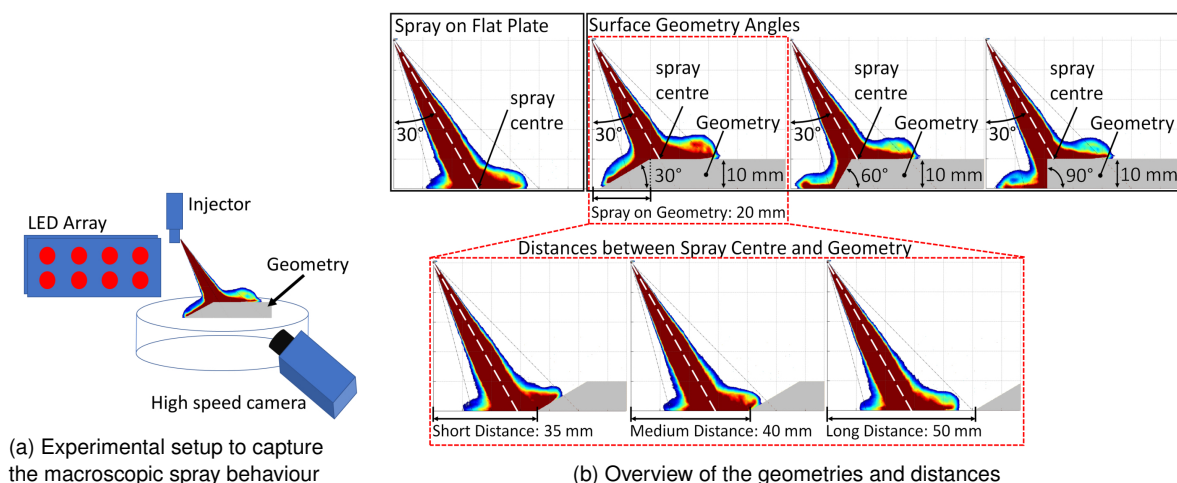 Injector
LED Array
Geometry
High speed camera
(a) Experimental setup to capture
the macroscopic spray behaviour
Spray on Flat Plate
30°
spray
centre
Surface Geometry Angles
30°
spray
centre
Geometry
30°
10 mm
Spray on Geometry: 20 mm
30°
spray
centre
Geometry
60°
10 mm
30°
spray
centre
Geometry
90°
10 mm
Distances between Spray Centre and Geometry
Short Distance: 35 mm
Medium Distance: 40 mm
Long Distance: 50 mm
(b) Overview of the geometries and distances